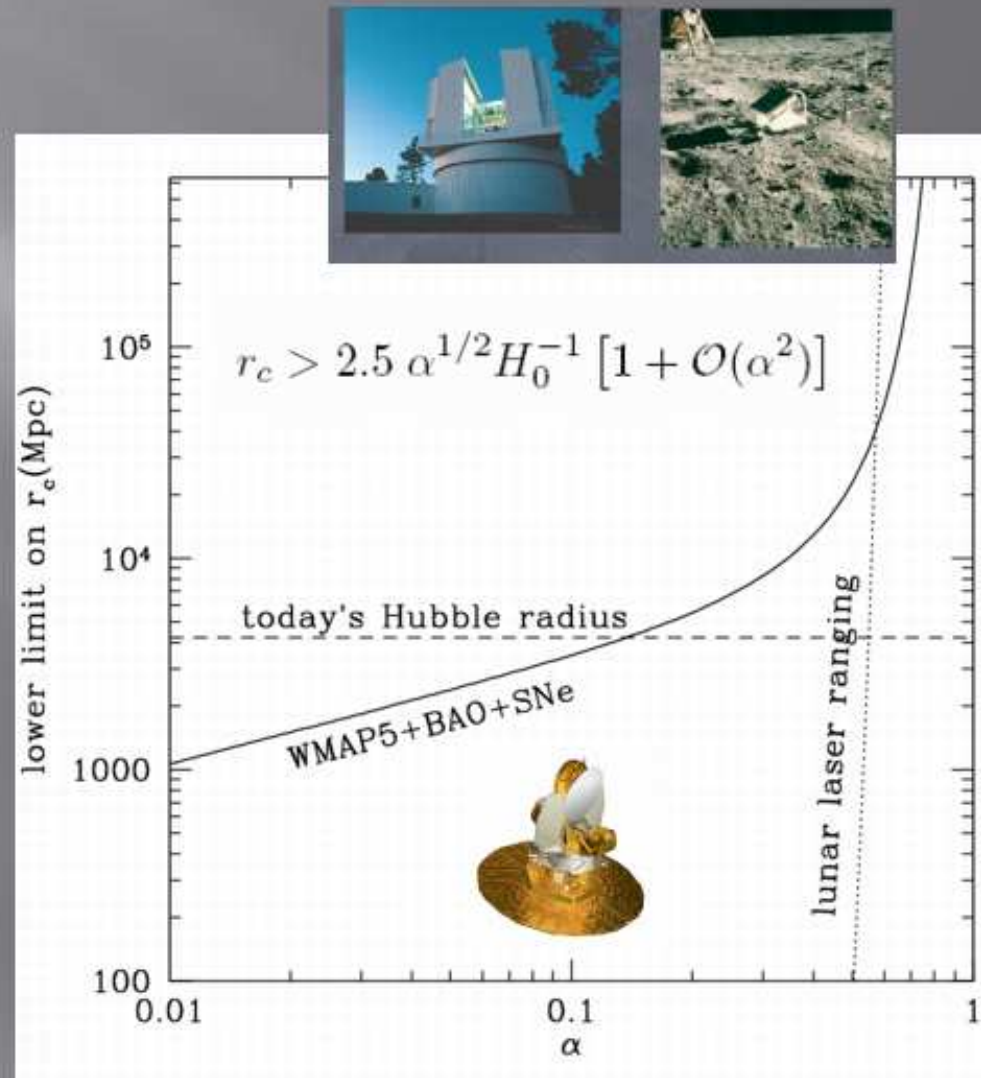 r_c > 2.5 α^{1/2} H_0^{-1} [1 + 𝒪(α^2)]
lower limit on r_c(Mpc)
10^5
10^4
1000
100
today's Hubble radius
WMAP5+BAO+SNe
lunar laser ranging
0.01
0.1
1
α